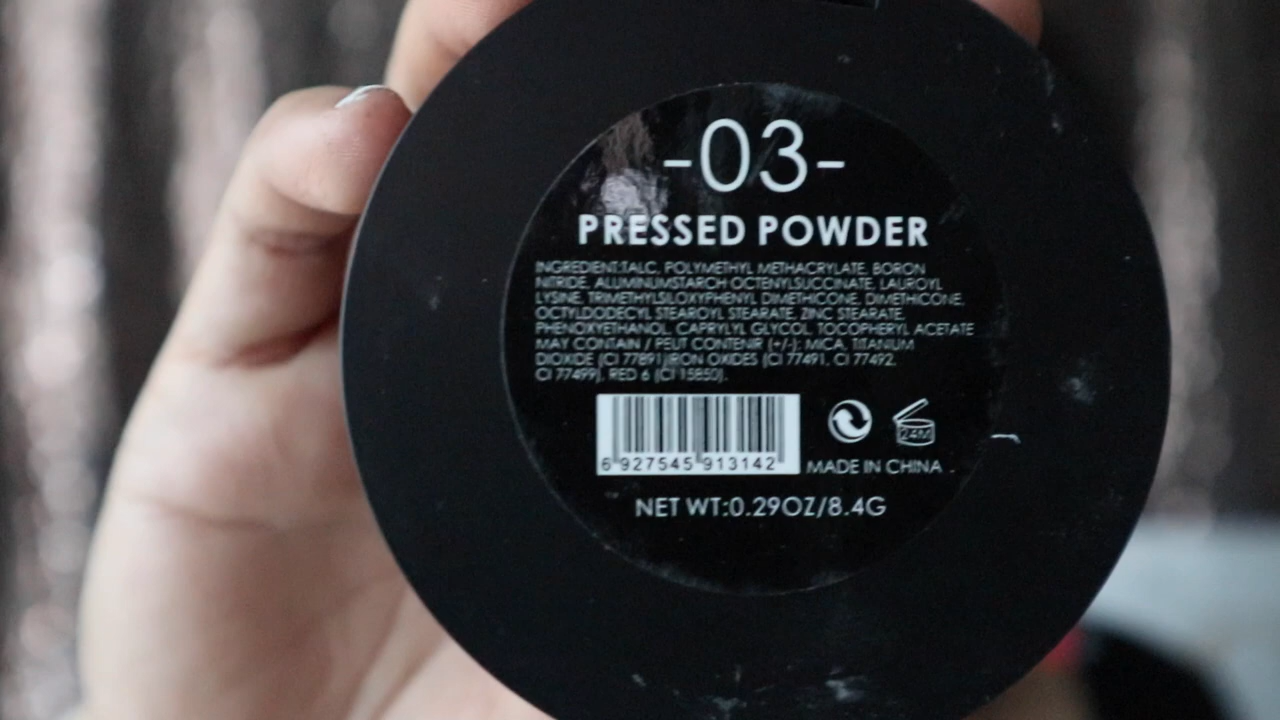 -03-
PRESSED POWDER
INGREDIENT:TALC, POLYMETHYL METHACRYLATE, BORON
NITRIDE, ALUMINUMSTARCH OCTENYLSUCCINATE, LAUROYL
LYSINE, TRIMETHYLSILOXYPHENYL DIMETHICONE, DIMETHICONE,
OCTYLDODECYL STEAROYL STEARATE, ZINC STEARATE,
PHENOXYETHANOL, CAPRYLYL GLYCOL, TOCOPHERYL ACETATE
MAY CONTAIN / PEUT CONTENIR (+/-): MICA, TITANIUM
DIOXIDE (CI 77891)IRON OXIDES (CI 77491, CI 77492,
CI 77499), RED 6 (CI 15850).
24M
6 927545 913142
MADE IN CHINA .
NET WT:0.29OZ/8.4G